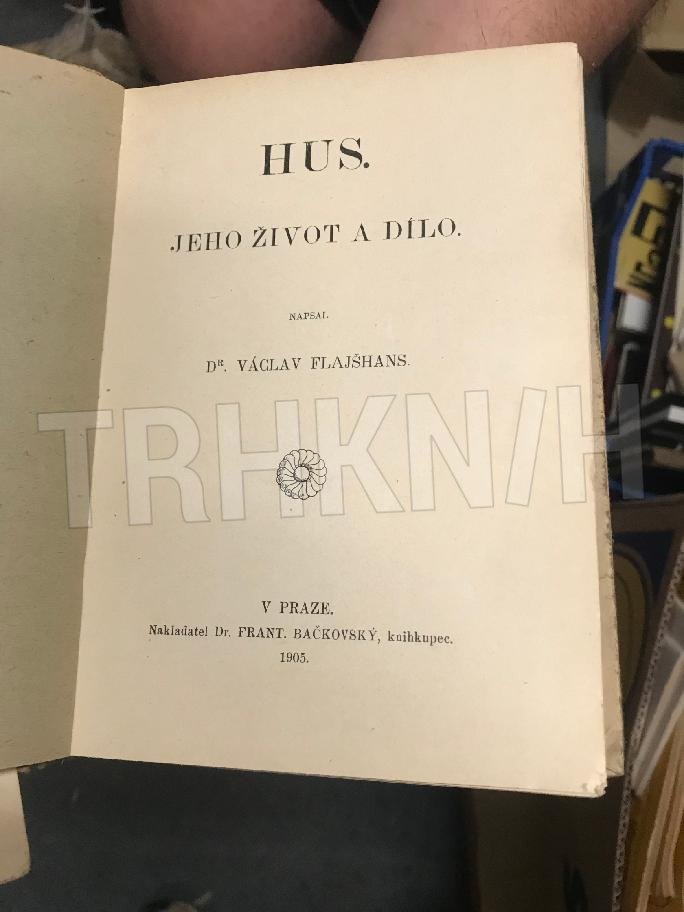 HUS.
JEHO ŽIVOT A DÍLO.
NAPSAL
DR. VÁCLAV FLAJŠHANS.
TRHKNIH
V PRAZE.
Nakladatel Dr. FRANT. BAČKOVSKÝ, knihkupec.
1905.